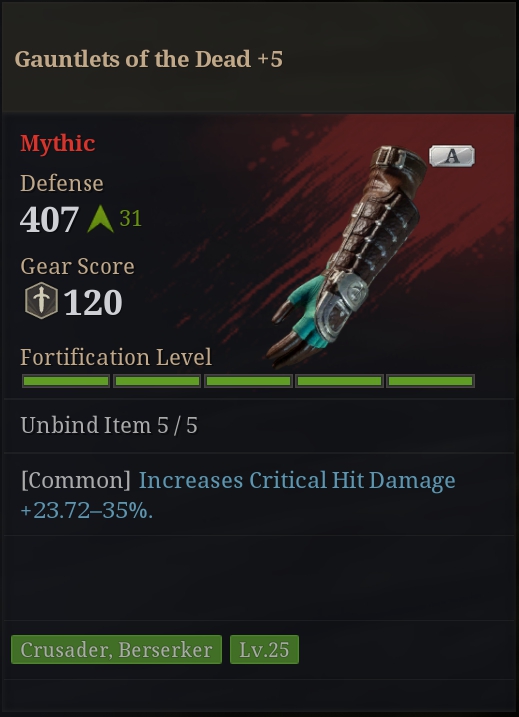 Gauntlets of the Dead +5
Mythic
A
Defense
407 31
Gear Score
120
Fortification Level
Unbind Item 5 / 5
[Common] Increases Critical Hit Damage
+23.72–35%.
Crusader, Berserker Lv.25